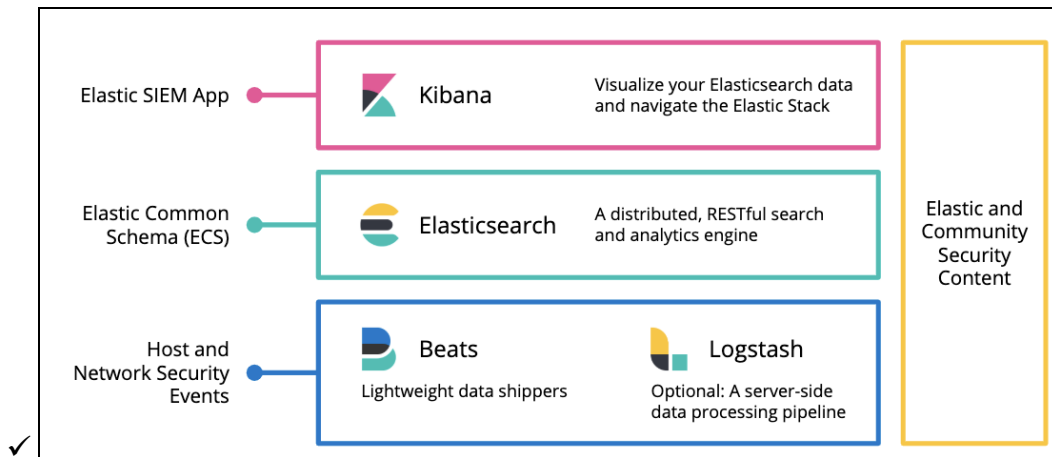 Elastic SIEM App
Kibana
Visualize your Elasticsearch data
and navigate the Elastic Stack
Elastic Common
Schema (ECS)
Elasticsearch
A distributed, RESTful search
and analytics engine
Host and
Network Security
Events
Beats
Lightweight data shippers
Logstash
Optional: A server-side
data processing pipeline
Elastic and
Community
Security
Content